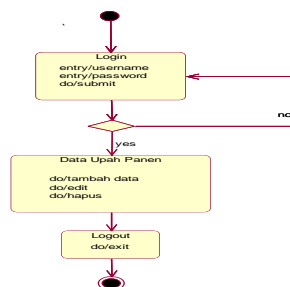 Login
entry/username
entry/password
do/submit
no
yes
Data Upah Panen
do/tambah data
do/edit
do/hapus
Logout
do/exit